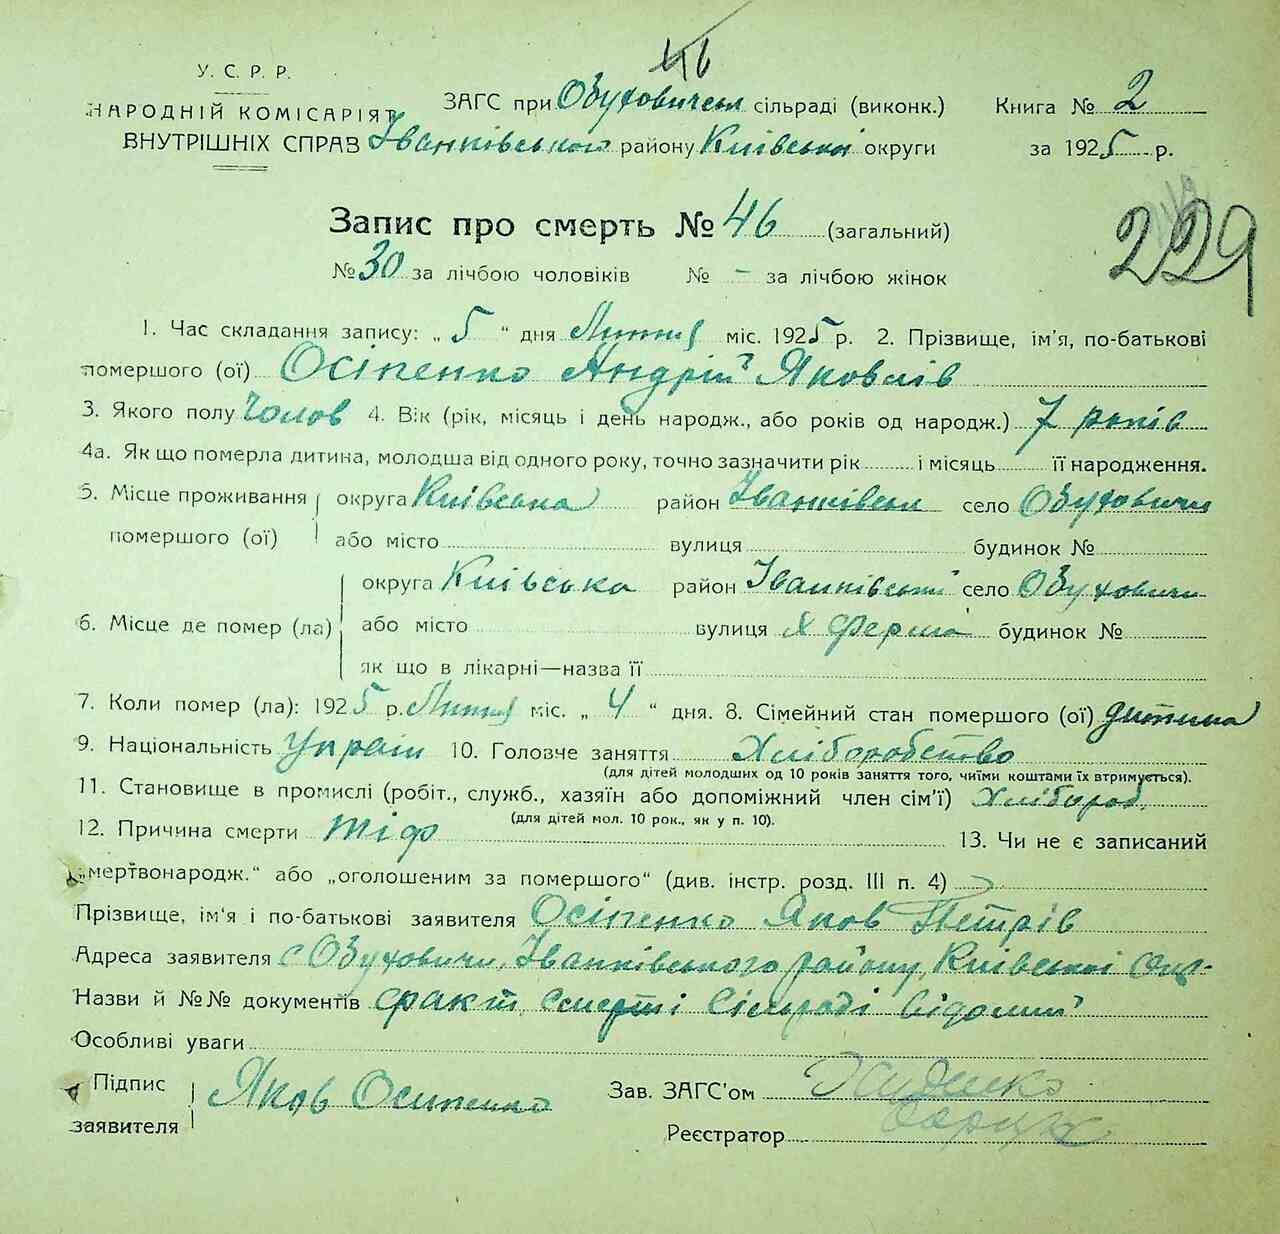 46
У. С. Р. Р.
НАРОДНІЙ КОМІСАРІЯТ
ВНУТРІШНІХ СПРАВ
ЗАГС при Обуховичськ сільраді (виконк.)
Іванківського району Київської округи
Книга № 2
за 1925 р.
Запис про смерть № 46 (загальний)
229
№ 30 за лічбою чоловіків № - за лічбою жінок
1. Час складання запису: „ 5 “ дня Липня міс. 1925 р. 2. Прізвище, ім'я, по-батькові
помершого (ої) Осіпенко Андрій Яковлів
3. Якого полу Чолов 4. Вік (рік, місяць і день народж., або років од народж.) 7 років
4а. Як що померла дитина, молодша від одного року, точно зазначити рік і місяць її народження.
5. Місце проживання округа Київська район Іванківськ село Обуховичи
помершого (ої) або місто вулиця будинок №
округа Київська район Іванківський село Обуховичи
6. Місце де помер (ла) або місто вулиця х Ферма будинок №
як що в лікарні—назва її
7. Коли помер (ла): 1925 р. Липня міс. „ 4 “ дня. 8. Сімейний стан помершого (ої) дитина
9. Національність Україн 10. Головче заняття Хліборобство
(для дітей молодших од 10 років заняття того, чиїми коштами їх втримується).
11. Становище в промислі (робіт., служб., хазяїн або допоміжний член сім'ї) Хлібороб
(для дітей мол. 10 рок., як у п. 10).
12. Причина смерти тіф 13. Чи не є записаний
„мертвонародж.“ або „оголошеним за помершого“ (див. інстр. розд. III п. 4)
Прізвище, ім'я і по-батькові заявителя Осіпенко Яков Петрів
Адреса заявителя с Обуховичи, Іванківського району, Київської Окр-
Назви й №№ документів факт смерті сільраді відомий
Особливі уваги
Підпис
заявителя Яков Осипенко
Зав. ЗАГС'ом
Реєстратор